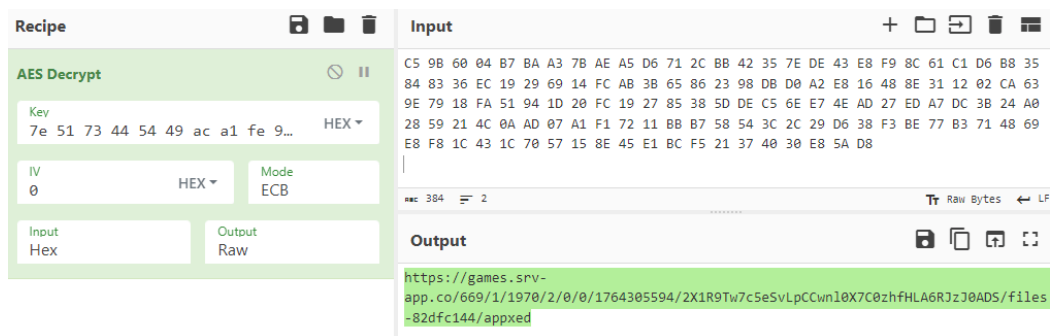 Recipe
AES Decrypt
Key
7e 51 73 44 54 49 ac a1 fe 9…
HEX
IV
0
HEX
Mode
ECB
Input
Hex
Output
Raw
Input
C5 9B 60 04 B7 BA A3 7B AE A5 D6 71 2C BB 42 35 7E DE 43 E8 F9 8C 61 C1 D6 B8 35
84 83 36 EC 19 29 69 14 FC AB 3B 65 86 23 98 DB D0 A2 E8 16 48 8E 31 12 02 CA 63
9E 79 18 FA 51 94 1D 20 FC 19 27 85 38 5D DE C5 6E E7 4E AD 27 ED A7 DC 3B 24 A0
28 59 21 4C 0A AD 07 A1 F1 72 11 BB B7 58 54 3C 2C 29 D6 38 F3 BE 77 B3 71 48 69
E8 F8 1C 43 1C 70 57 15 8E 45 E1 BC F5 21 37 40 30 E8 5A D8
ABC 384 2
Tт Raw Bytes LF
Output
https://games.srv-
app.co/669/1/1970/2/0/0/1764305594/2X1R9Tw7c5eSvLpCCwnl0X7C0zhfHLA6RJzJ0ADS/files
-82dfc144/appxed